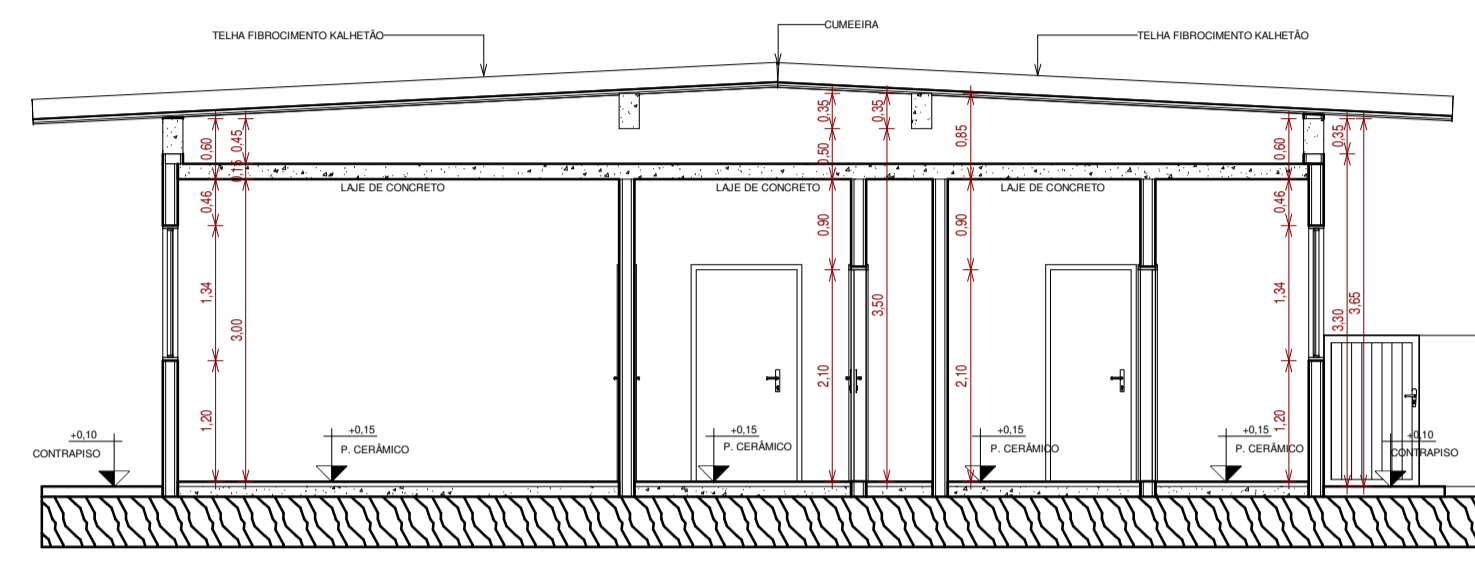 CUMEEIRA
TELHA FIBROCIMENTO KALHETÃO
TELHA FIBROCIMENTO KALHETÃO
0,60
0,45
0,15
0,35
0,50
0,35
0,85
0,60
0,35
LAJE DE CONCRETO
LAJE DE CONCRETO
LAJE DE CONCRETO
0,46
0,90
0,90
0,46
1,34
3,00
3,50
1,34
3,30
3,65
2,10
2,10
1,20
1,20
+0,10
CONTRAPISO
+0,15
P. CERÂMICO
+0,15
P. CERÂMICO
+0,15
P. CERÂMICO
+0,15
P. CERÂMICO
+0,10
CONTRAPISO